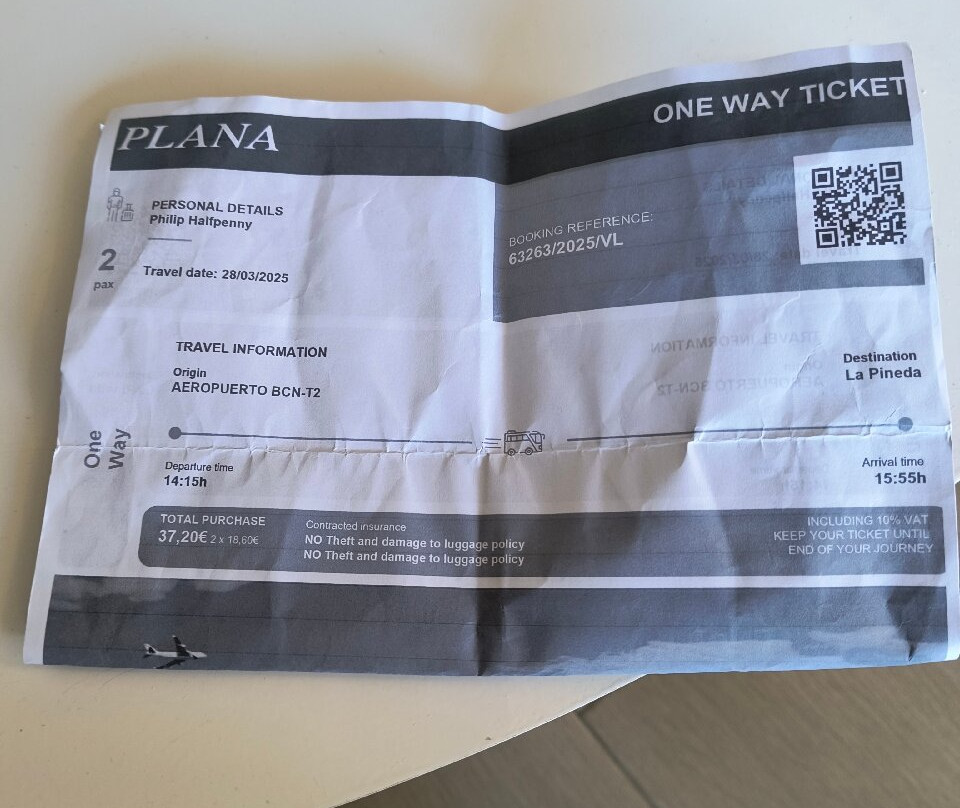 PLANA
ONE WAY TICKET
PERSONAL DETAILS
Philip Halfpenny
2
pax
Travel date: 28/03/2025
BOOKING REFERENCE:
63263/2025/VL
TRAVEL INFORMATION
Origin
AEROPUERTO BCN-T2
Destination
La Pineda
One
Way
Departure time
14:15h
Arrival time
15:55h
TOTAL PURCHASE
37,20€ 2 x 18,60€
Contracted insurance
NO Theft and damage to luggage policy
NO Theft and damage to luggage policy
INCLUDING 10% VAT
KEEP YOUR TICKET UNTIL
END OF YOUR JOURNEY